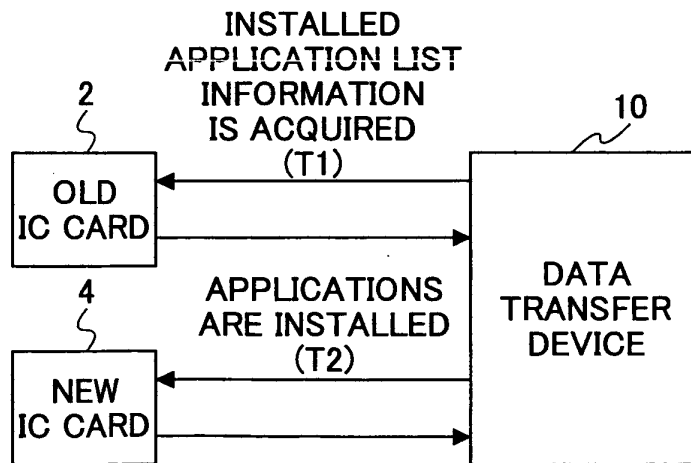 INSTALLED
APPLICATION LIST
INFORMATION
IS ACQUIRED
(T1)
2
OLD
IC CARD
10
DATA
TRANSFER
DEVICE
APPLICATIONS
ARE INSTALLED
(T2)
4
NEW
IC CARD